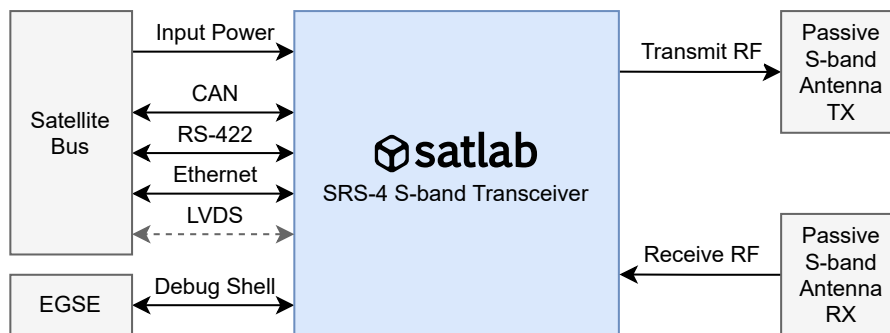 Satellite
Bus
Input Power
CAN
RS-422
Ethernet
LVDS
EGSE
Debug Shell
satlab
SRS-4 S-band Transceiver
Transmit RF
Receive RF
Passive
S-band
Antenna
TX
Passive
S-band
Antenna
RX